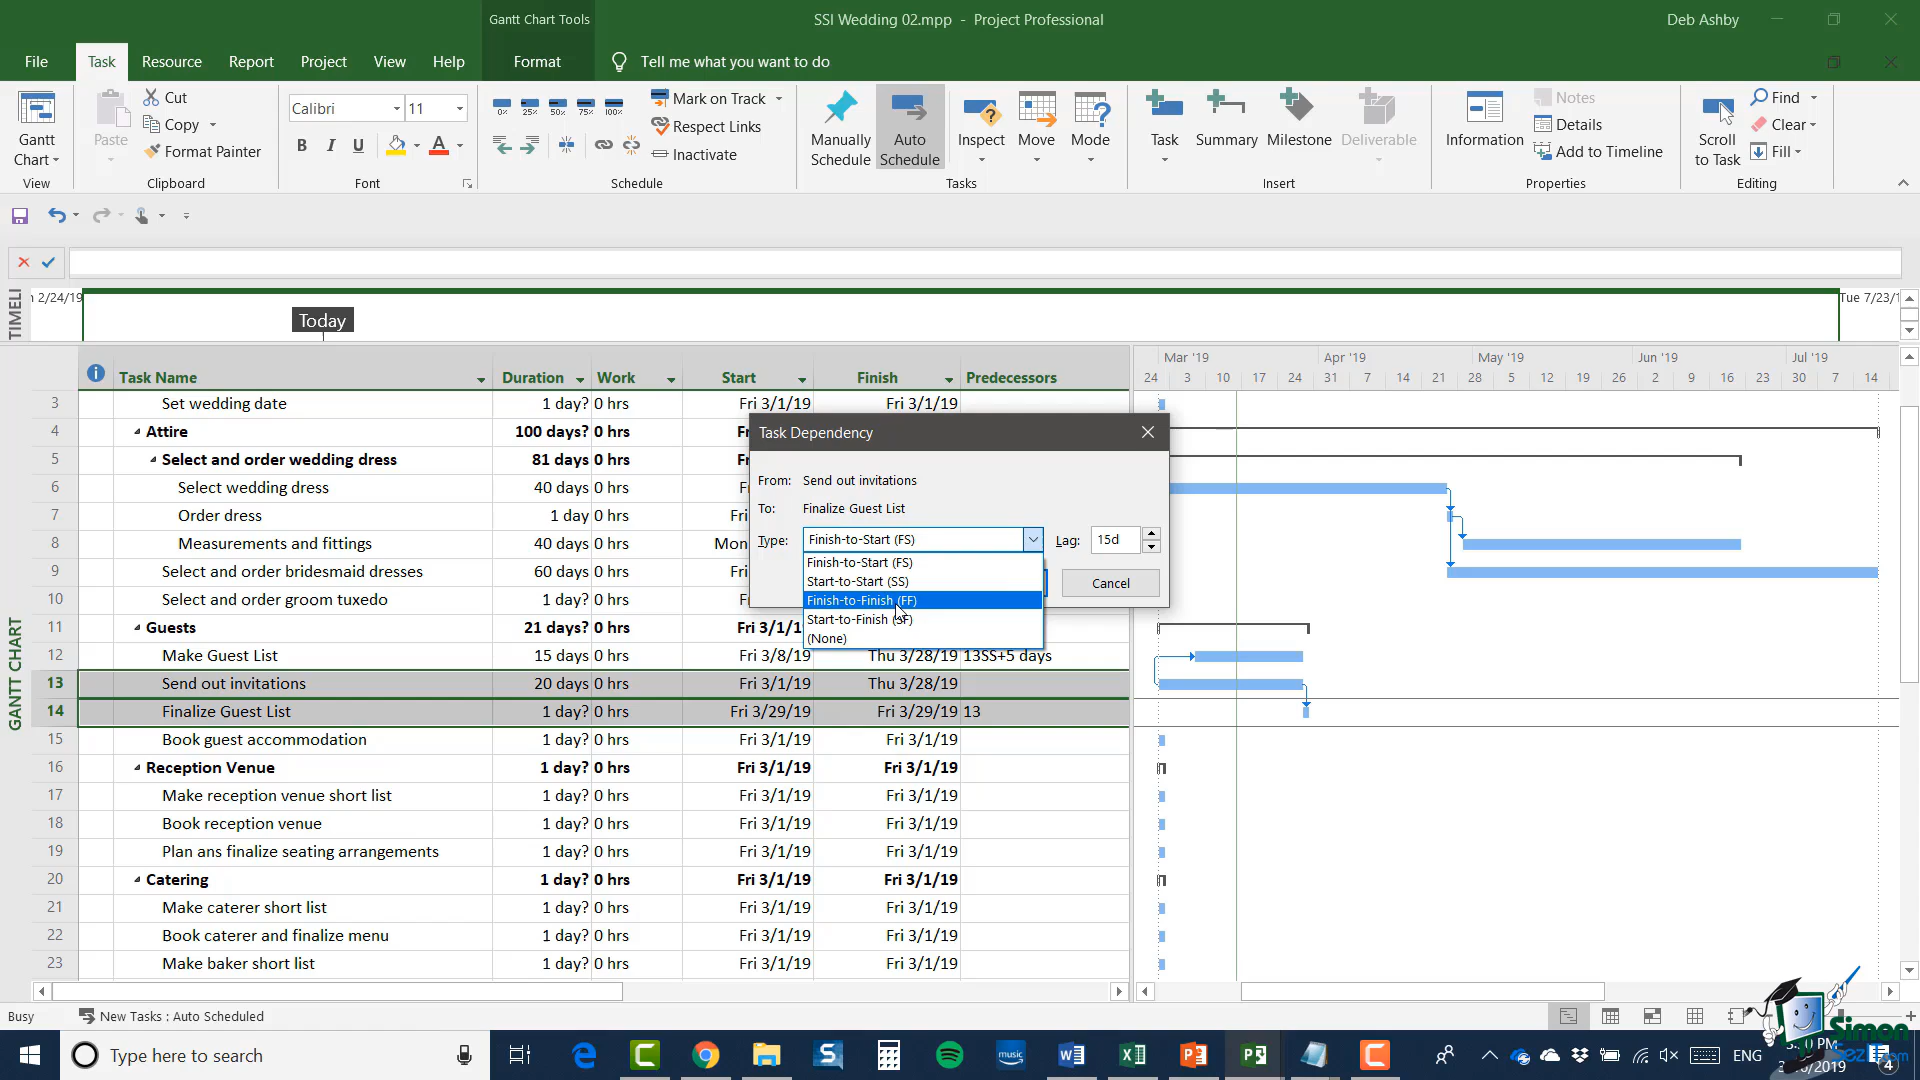 Gantt Chart Tools
SSI Wedding 02.mpp - Project Professional
Deb Ashby
File Task Resource Report Project View Help Format Tell me what you want to do
Gantt Chart
View
Paste
Cut
Copy
Format Painter
Clipboard
Calibri 11
B I U A
Font
0% 25% 50% 75% 100%
Mark on Track
Respect Links
Inactivate
Schedule
Manually Schedule
Auto Schedule
Inspect
Move
Mode
Tasks
Task
Summary
Milestone
Deliverable
Insert
Information
Notes
Details
Add to Timeline
Properties
Scroll to Task
Find
Clear
Fill
Editing
TIMELI
2/24/19
Today
Tue 7/23/1
GANTT CHART
Task Name Duration Work Start Finish Predecessors
Mar '19 Apr '19 May '19 Jun '19 Jul '19
24 3 10 17 24 31 7 14 21 28 5 12 19 26 2 9 16 23 30 7 14
3 Set wedding date 1 day? 0 hrs Fri 3/1/19 Fri 3/1/19
4 Attire 100 days? 0 hrs
5 Select and order wedding dress 81 days 0 hrs
6 Select wedding dress 40 days 0 hrs
7 Order dress 1 day 0 hrs Fri
8 Measurements and fittings 40 days 0 hrs Mon
9 Select and order bridesmaid dresses 60 days 0 hrs
10 Select and order groom tuxedo 1 day? 0 hrs
11 Guests 21 days? 0 hrs Fri 3/1/1
12 Make Guest List 15 days 0 hrs Fri 3/8/19 Thu 3/28/19 13SS+5 days
13 Send out invitations 20 days 0 hrs Fri 3/1/19 Thu 3/28/19
14 Finalize Guest List 1 day? 0 hrs Fri 3/29/19 Fri 3/29/19 13
15 Book guest accommodation 1 day? 0 hrs Fri 3/1/19 Fri 3/1/19
16 Reception Venue 1 day? 0 hrs Fri 3/1/19 Fri 3/1/19
17 Make reception venue short list 1 day? 0 hrs Fri 3/1/19 Fri 3/1/19
18 Book reception venue 1 day? 0 hrs Fri 3/1/19 Fri 3/1/19
19 Plan ans finalize seating arrangements 1 day? 0 hrs Fri 3/1/19 Fri 3/1/19
20 Catering 1 day? 0 hrs Fri 3/1/19 Fri 3/1/19
21 Make caterer short list 1 day? 0 hrs Fri 3/1/19 Fri 3/1/19
22 Book caterer and finalize menu 1 day? 0 hrs Fri 3/1/19 Fri 3/1/19
23 Make baker short list 1 day? 0 hrs Fri 3/1/19 Fri 3/1/19
Task Dependency
From: Send out invitations
To: Finalize Guest List
Type: Finish-to-Start (FS) Lag: 15d
Finish-to-Start (FS)
Start-to-Start (SS)
Finish-to-Finish (FF)
Start-to-Finish (SF)
(None)
Cancel
Busy New Tasks : Auto Scheduled
Simon Sez it
Type here to search
music
ENG
4